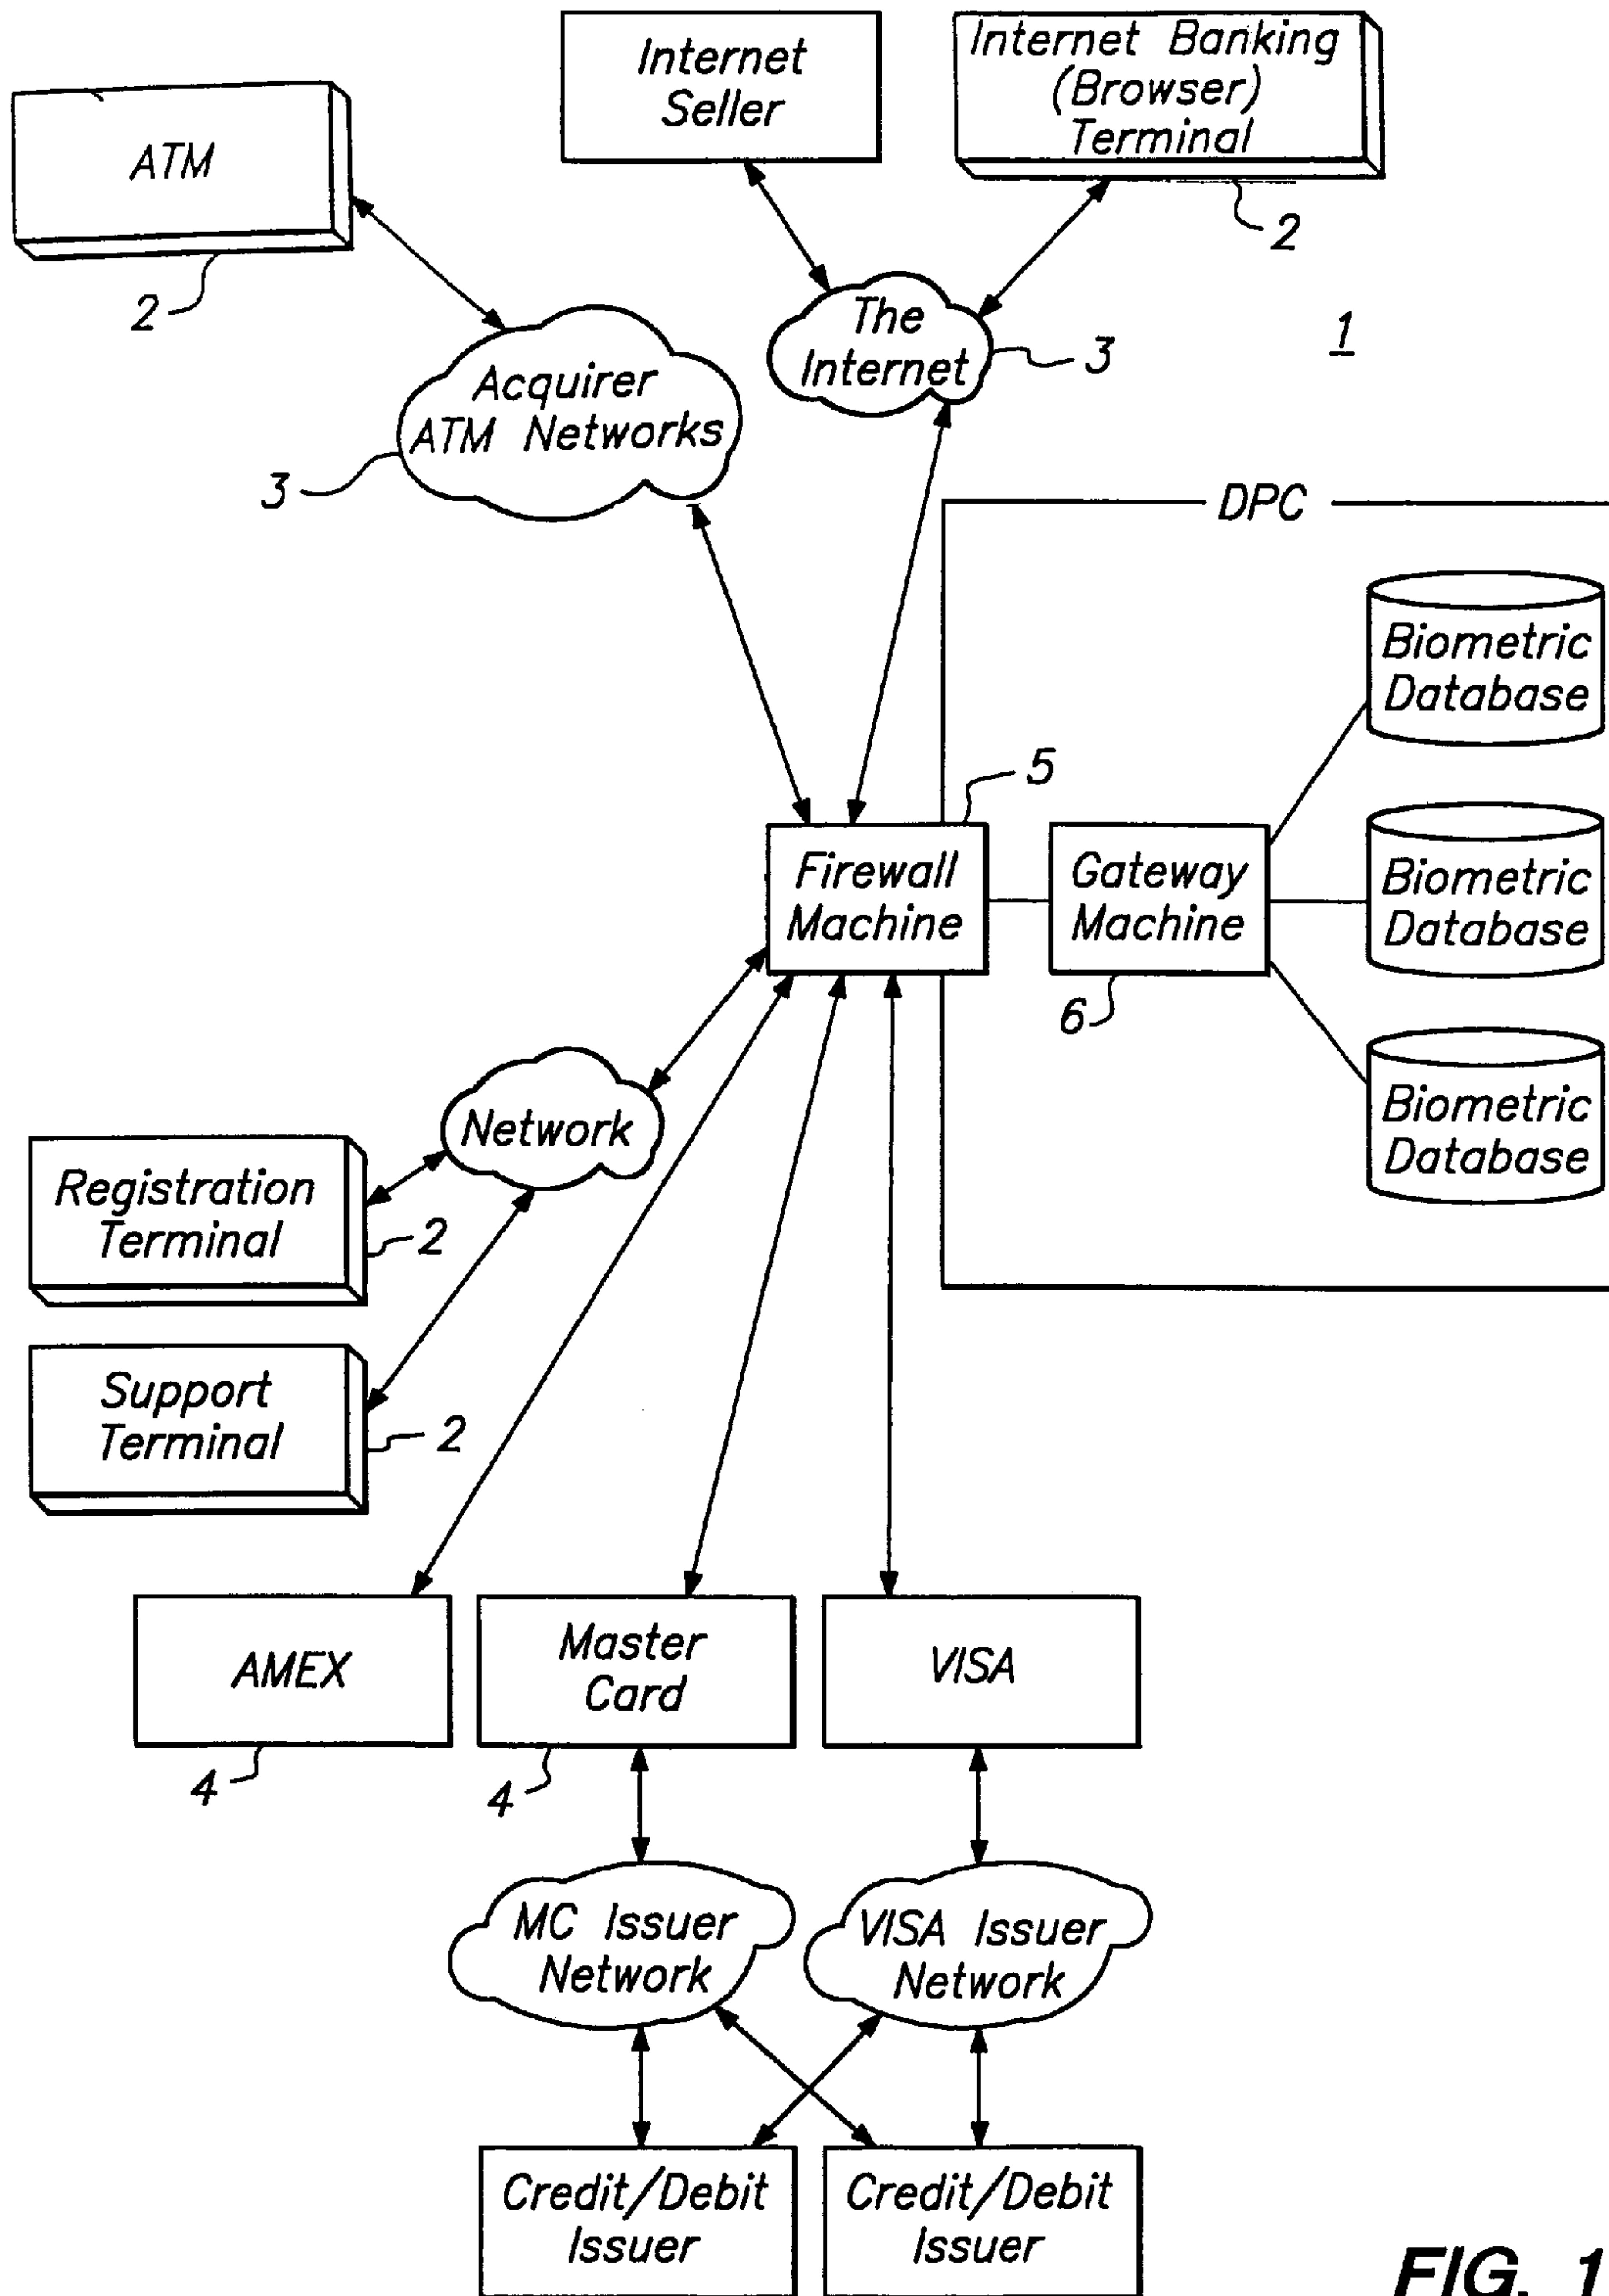 Internet
Seller
Internet Banking
(Browser)
Terminal
ATM
2
2
The
Internet
3
1
Acquirer
ATM Networks
3
DPC
Biometric
Database
5
Firewall
Machine
Gateway
Machine
6
Biometric
Database
Biometric
Database
Network
Registration
Terminal
2
Support
Terminal
2
AMEX
4
Master
Card
4
VISA
MC Issuer
Network
VISA Issuer
Network
Credit/Debit
Issuer
Credit/Debit
Issuer
FIG. 1